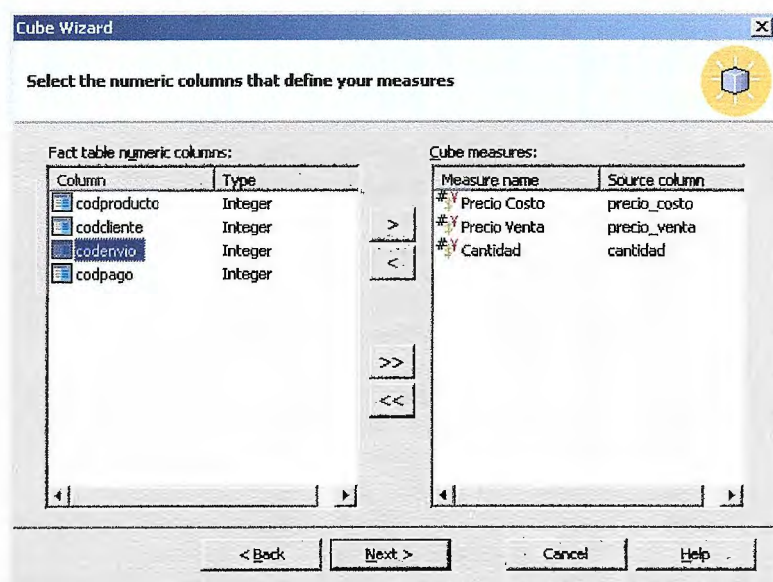 Cube Wizard
Select the numeric columns that define your measures
Fact table numeric columns:
Column Type
codproducto Integer
codcliente Integer
codenvio Integer
codpago Integer
>
<
>>
<<
Cube measures:
Measure name Source column
Precio Costo precio_costo
Precio Venta precio_venta
Cantidad cantidad
< Back Next > Cancel Help